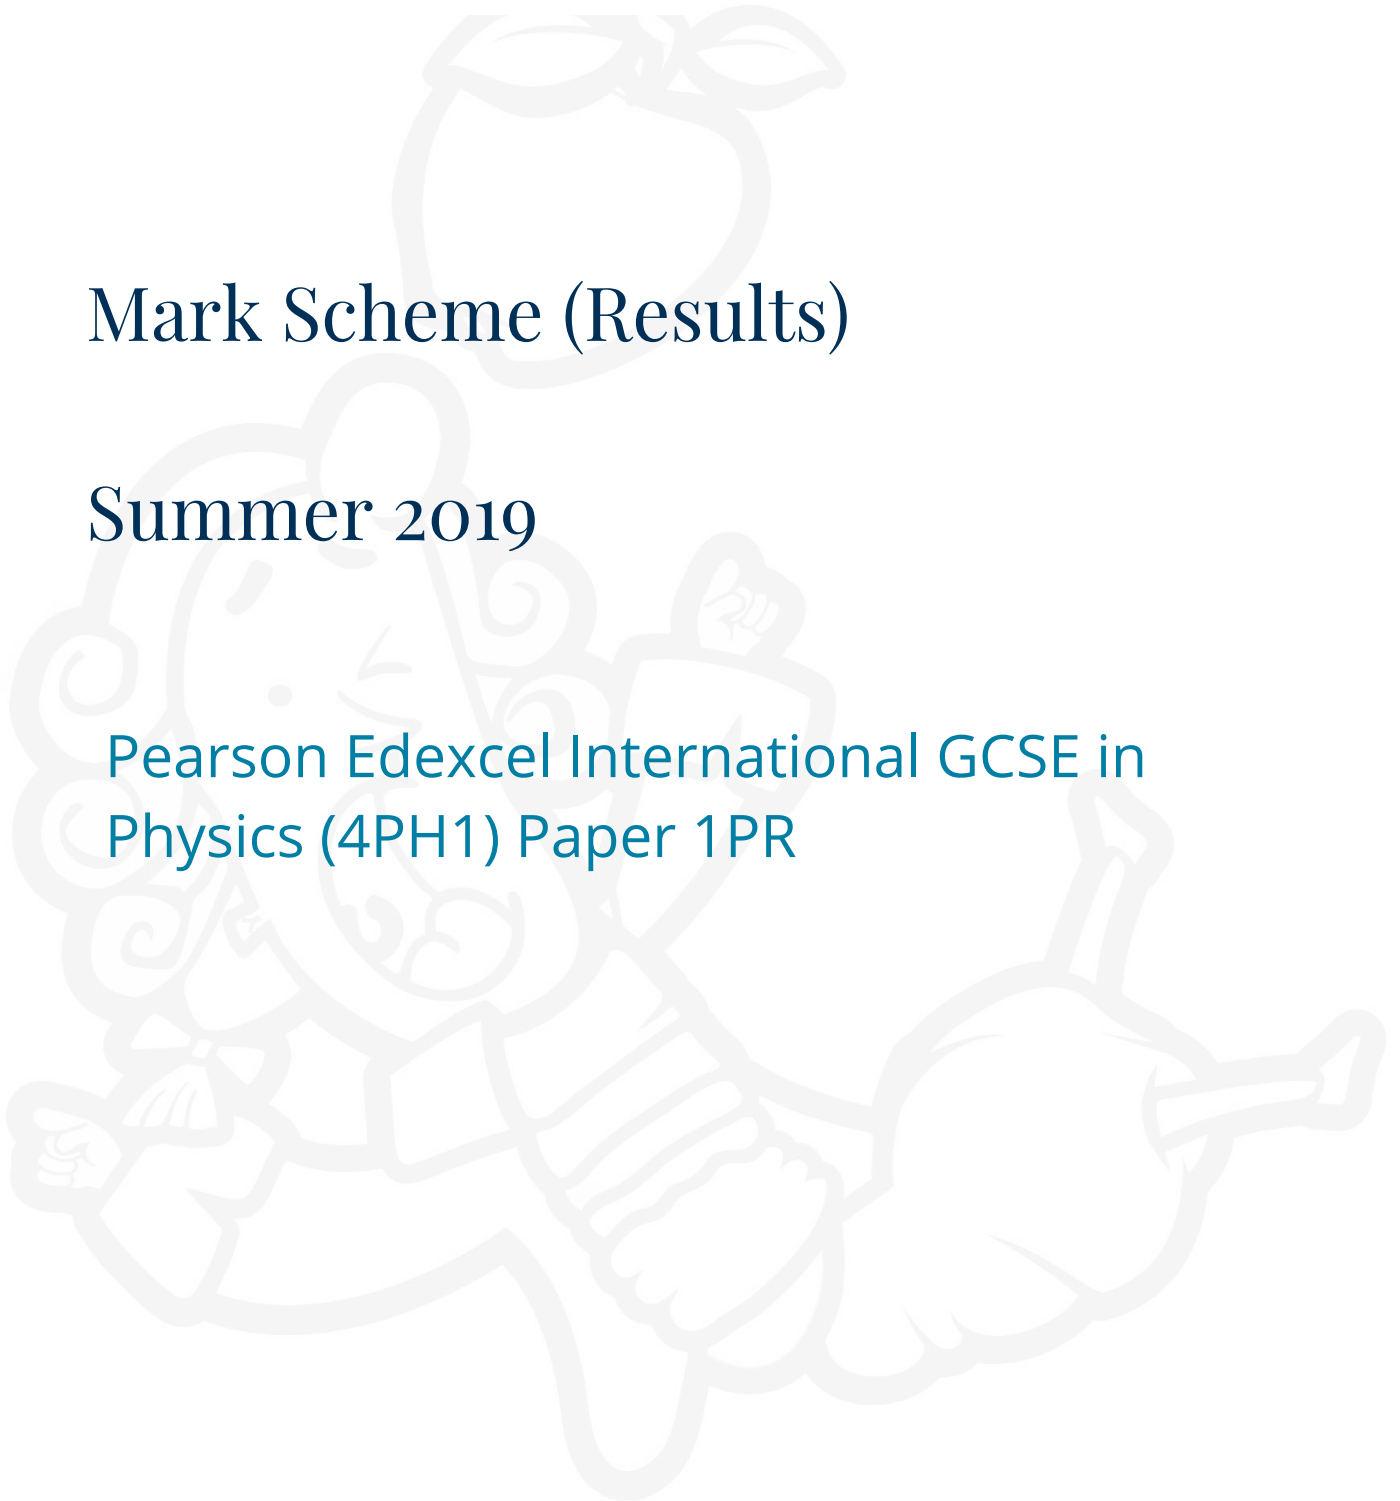 Mark Scheme (Results)
Summer 2019
Pearson Edexcel International GCSE in
Physics (4PH1) Paper 1PR